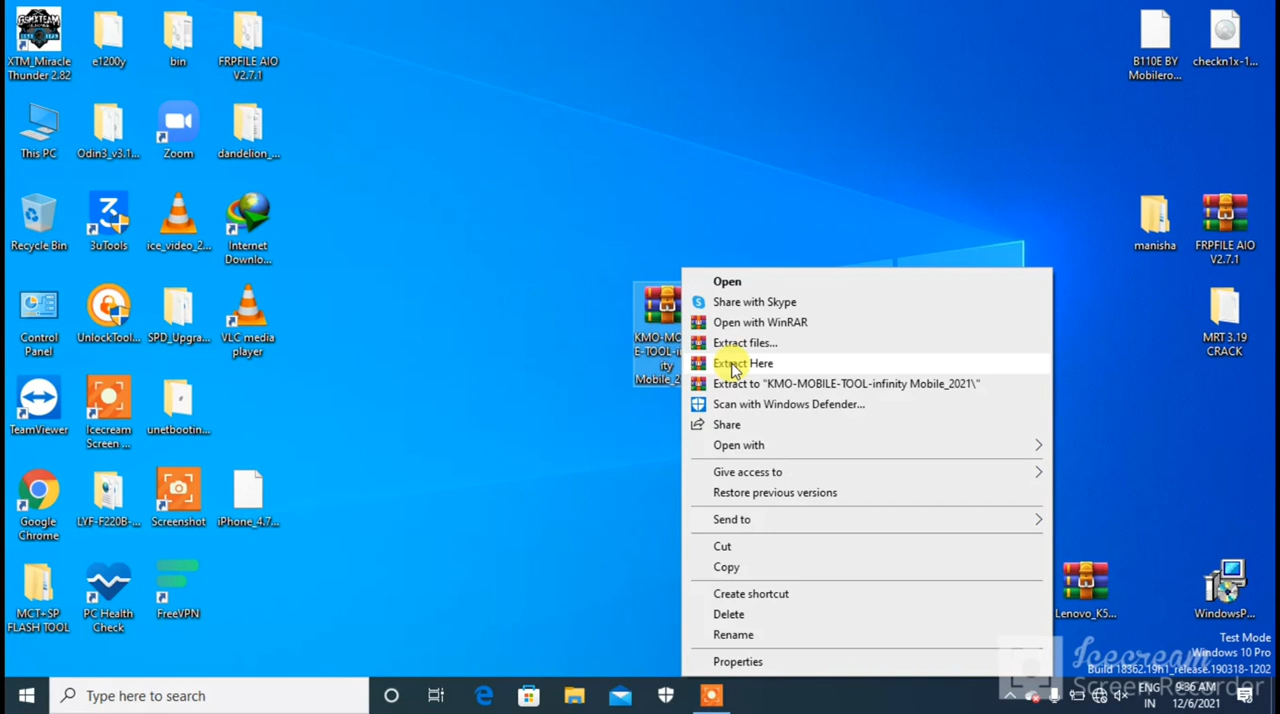 GSMXTEAM
XTM_Miracle
Thunder 2.82
e1200y
bin
FRPFILE AIO
V2.7.1
B110E BY
Mobilero...
checkn1x-1...
This PC
Odin3_v3.1...
Zoom
dandelion_...
Recycle Bin
3uTools
ice_video_2...
Internet
Downlo...
manisha
FRPFILE AIO
V2.7.1
Control
Panel
UnlockTool...
SPD_Upgra...
VLC media
player
MRT 3.19
CRACK
KMO-MO
E-TOOL-inf
ity
Mobile_2
Open
Share with Skype
Open with WinRAR
Extract files...
Extract Here
Extract to "KMO-MOBILE-TOOL-infinity Mobile_2021\"
Scan with Windows Defender...
Share
Open with
Give access to
Restore previous versions
Send to
Cut
Copy
Create shortcut
Delete
Rename
Properties
TeamViewer
Icecream
Screen ...
unetbootin...
Google
Chrome
LYF-F220B-...
Screenshot
iPhone_4.7...
MCT+SP
FLASH TOOL
PC Health
Check
FreeVPN
Lenovo_K5...
WindowsP...
Test Mode
Windows 10 Pro
Build 18362.19h1_release.190318-1202
Icecream
Screen Recorder
Type here to search
ENG
IN
9:36 AM
12/6/2021